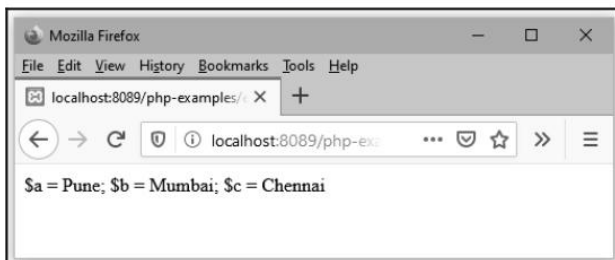 Mozilla Firefox
File Edit View History Bookmarks Tools Help
localhost:8089/php-examples/
localhost:8089/php-ex
$a = Pune; $b = Mumbai; $c = Chennai